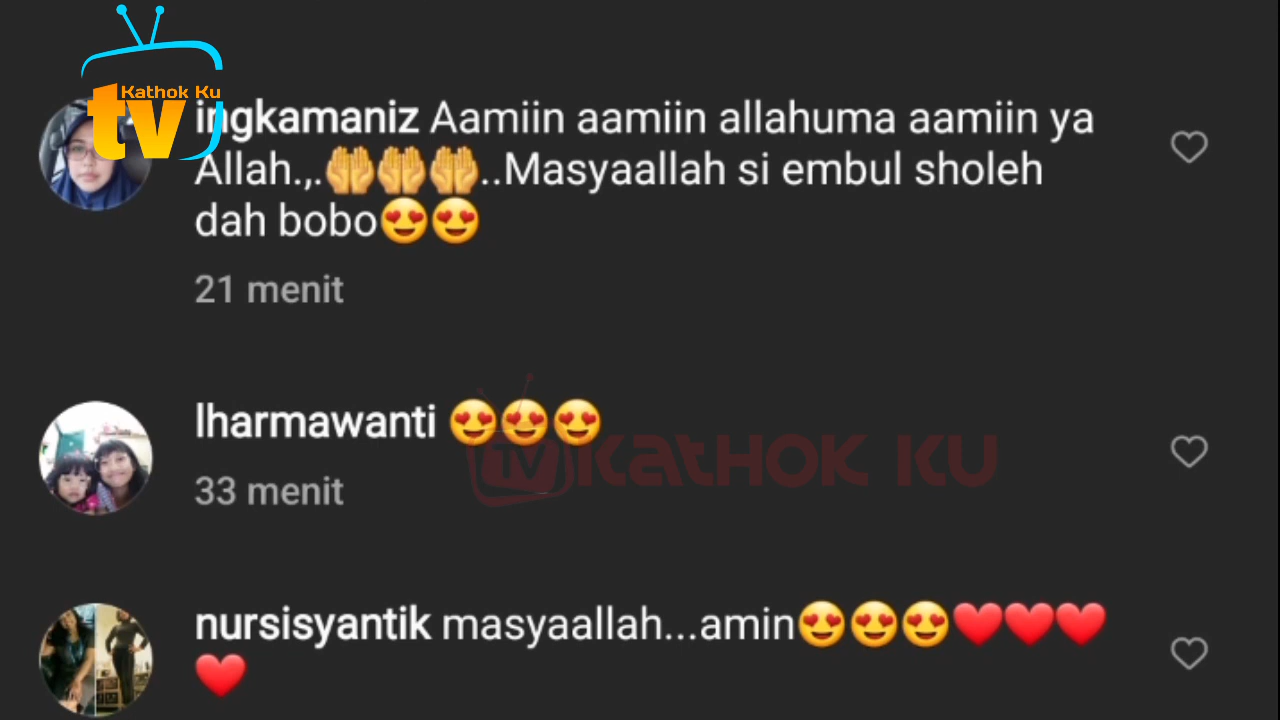 Kathok Ku
tv
ingkamaniz Aamiin aamiin allahuma aamiin ya
Allah.,.🤲🤲🤲..Masyaallah si embul sholeh
dah bobo😍😍
21 menit
lharmawanti 😍😍😍
TV KatHOK KU
33 menit
nursisyantik masyaallah...amin😍😍😍❤️❤️❤️
❤️